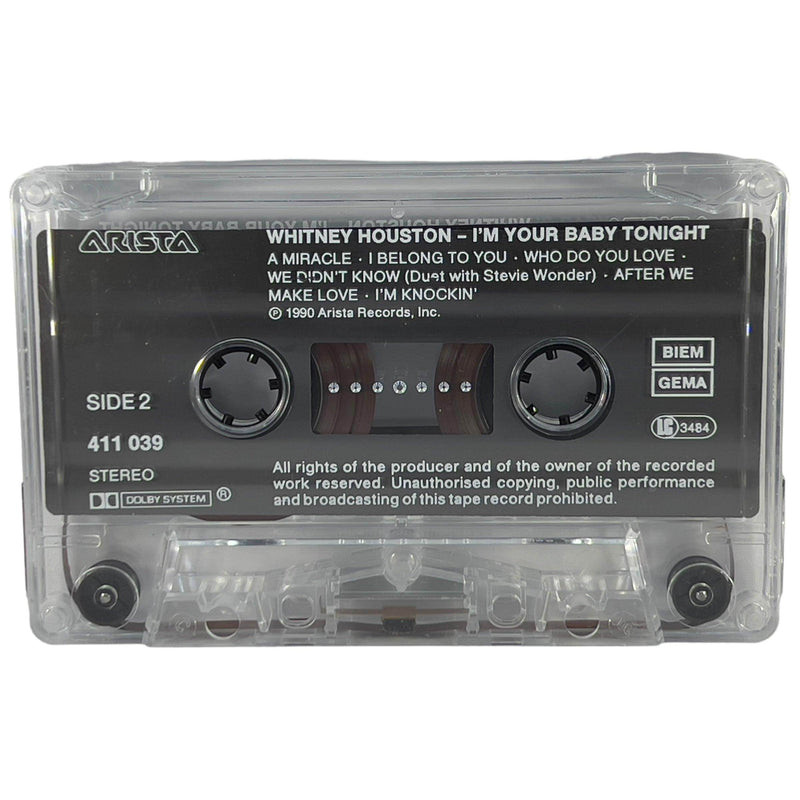 ARISTA
WHITNEY HOUSTON – I'M YOUR BABY TONIGHT
A MIRACLE · I BELONG TO YOU · WHO DO YOU LOVE ·
WE DIDN'T KNOW (Duet with Stevie Wonder) · AFTER WE
MAKE LOVE · I'M KNOCKIN'
℗ 1990 Arista Records, Inc.
BIEM
GEMA
LC 3484
SIDE 2
411 039
STEREO
DOLBY SYSTEM ®
All rights of the producer and of the owner of the recorded
work reserved. Unauthorised copying, public performance
and broadcasting of this tape record prohibited.